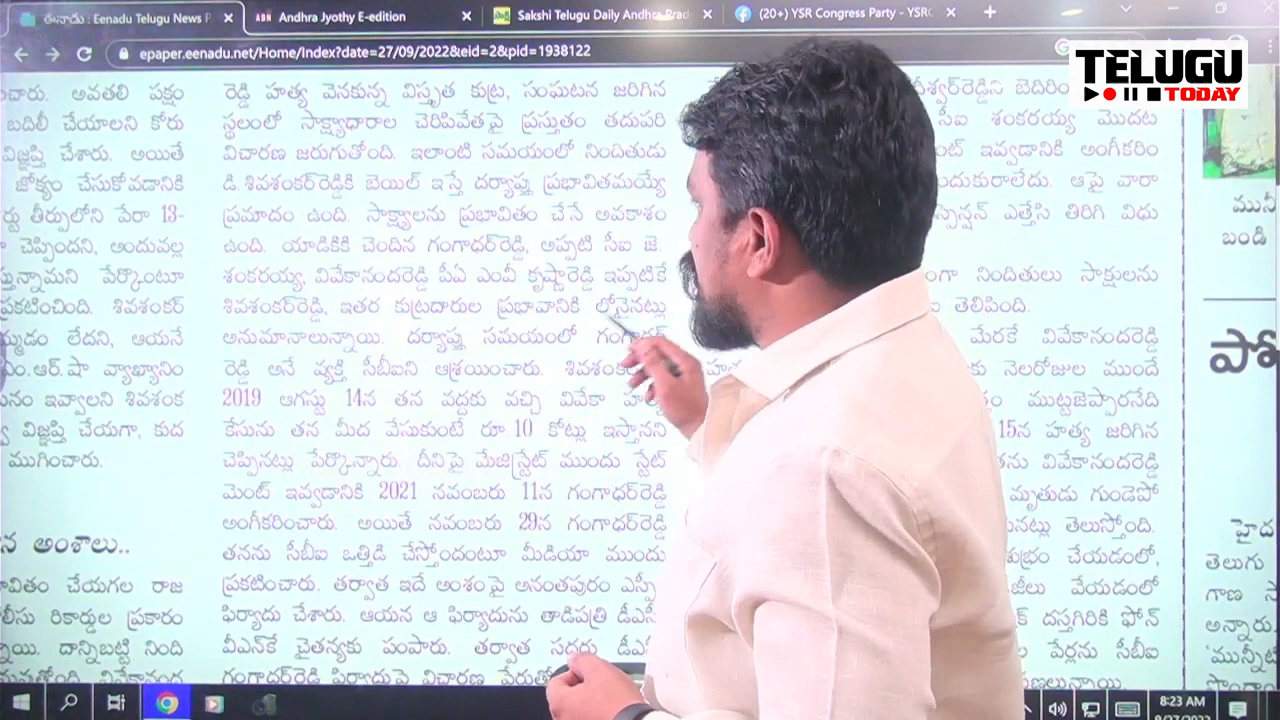 ఈనాడు : Eenadu Telugu News P
Andhra Jyothy E-edition
Sakshi Telugu Daily Andhra Prad
(20+) YSR Congress Party - YSRC
epaper.eenadu.net/Home/Index?date=27/09/2022&eid=2&pid=1938122
TELUGU
TODAY
చారు. అవతలి పక్షం
బదిలీ చేయాలని కోరు
విజ్ఞప్తి చేశారు. అయితే
జోక్యం చేసుకోవడానికి
తీర్పులోని పేరా 13-
చెప్పిందని, అందువల్ల
పేర్కొంటూ
ప్రకటించింది. శివశంకర్
లేదని, ఆయనే
ఎం.ఆర్.షా వ్యాఖ్యానిం
ఇవ్వాలని శివశంక
విజ్ఞప్తి చేయగా, కుద
ముగించారు.
అంశాలు..
చేయగల రాజ
రికార్డుల ప్రకారం
దాన్నిబట్టి నింది
రెడ్డి హత్య వెనకున్న విస్తృత కుట్ర, సంఘటన జరిగిన
స్థలంలో సాక్ష్యాధారాల చెరిపివేతపై ప్రస్తుతం తదుపరి
విచారణ జరుగుతోంది. ఇలాంటి సమయంలో నిందితుడు
డి.శివశంకర్‌రెడ్డికి బెయిల్ ఇస్తే దర్యాప్తు ప్రభావితమయ్యే
ప్రమాదం ఉంది. సాక్ష్యాలను ప్రభావితం చేసే అవకాశం
ఉంది. యాడికికి చెందిన గంగాధర్‌రెడ్డి, అప్పటి సీఐ జె.
శంకరయ్య, వివేకానందరెడ్డి పీఏ ఎంవీ కృష్ణారెడ్డి ఇప్పటికే
శివశంకర్‌రెడ్డి, ఇతర కుట్రదారుల ప్రభావానికి లోనైనట్లు
అనుమానాలున్నాయి. దర్యాప్తు సమయంలో గంగాధర్
రెడ్డి అనే వ్యక్తి సీబీఐని ఆశ్రయించారు.
2019 ఆగస్టు 14న తన వద్దకు వచ్చి వివేకా
కేసును తన మీద వేసుకుంటే రూ.10 కోట్లు ఇస్తానని
చెప్పినట్లు పేర్కొన్నారు. దీనిపై మేజిస్ట్రేట్ ముందు స్టేట్
మెంట్ ఇవ్వడానికి 2021 నవంబరు 11న గంగాధర్‌రెడ్డి
అంగీకరించారు. అయితే నవంబరు 29న గంగాధర్‌రెడ్డి
తనను సీబీఐ ఒత్తిడి చేస్తోందంటూ మీడియా ముందు
ప్రకటించారు. తర్వాత ఇదే అంశంపై అనంతపురం ఎస్పీకి
ఫిర్యాదు చేశారు. ఆయన ఆ ఫిర్యాదును తాడిపత్రి డీఎస్పీ
వీఎన్‌కే చైతన్యకు పంపారు. తర్వాత సదరు
గంగాధర్‌రెడ్డి ఫిర్యాదుపై విచారణ
బెదిరిం
సీఐ శంకరయ్య మొదట
ఇవ్వడానికి అంగీకరిం
ముందుకురాలేదు. ఆపై వారా
ఎత్తేసి తిరిగి విధు
నిందితులు సాక్షులను
తెలిపింది.
మేరకే వివేకానందరెడ్డి
నెలరోజుల ముందే
ముట్టజెప్పారనేది
15న హత్య జరిగిన
వివేకానందరెడ్డి
మృతుడు గుండెపో
తెలుస్తోంది.
శుభ్రం చేయడంలో,
చేయడంలో
దస్తగిరికి ఫోన్
పేర్లను సీబీఐ
బండి
పో
తెలుగు
గాణ
అన్నారు.
8:23 AM